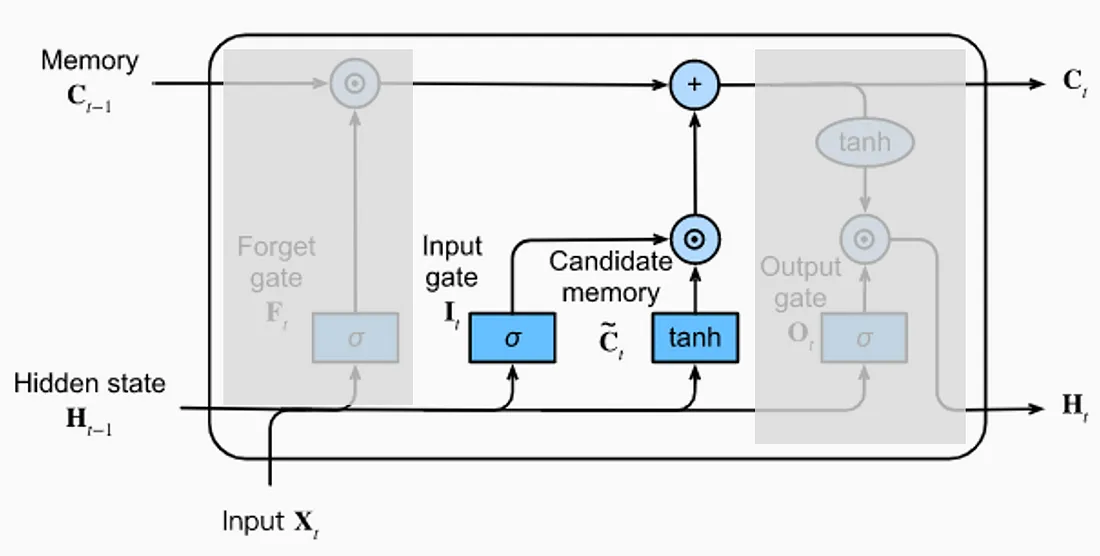 Memory
C_{t−1}
⊙
+
C_t
tanh
Forget
gate
F_t
Input
gate
I_t
⊙
Candidate
memory
C̃_t
⊙
Output
gate
O_t
σ
σ
tanh
σ
Hidden state
H_{t−1}
H_t
Input X_t